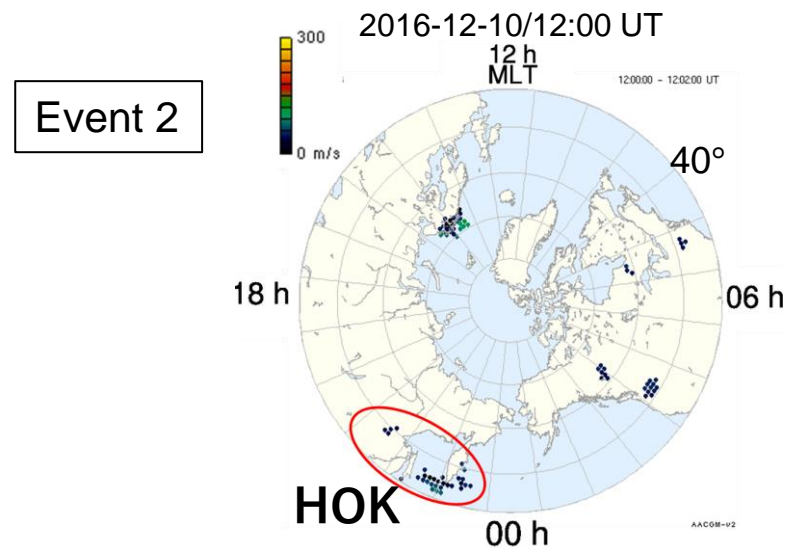 2016-12-10/12:00 UT
300
12 h
MLT
12:00:00 - 12:02:00 UT
Event 2
0 m/s
40°
18 h
06 h
HOK
00 h
AACGM-v2